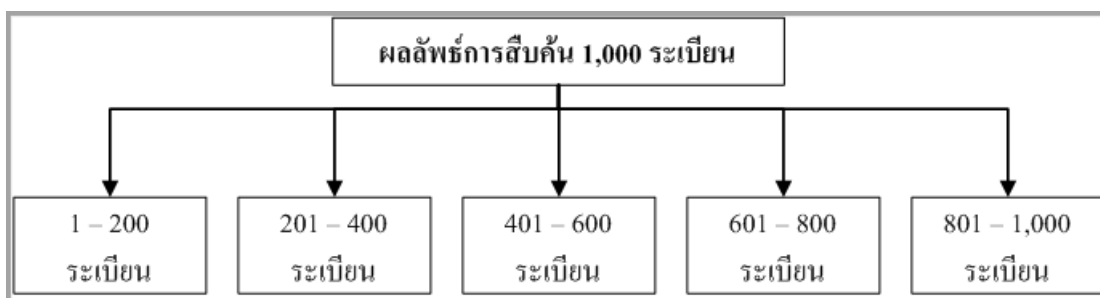 ผลลัพธ์การสืบค้น 1,000 ระเบียน
1 – 200
ระเบียน
201 – 400
ระเบียน
401 – 600
ระเบียน
601 – 800
ระเบียน
801 – 1,000
ระเบียน